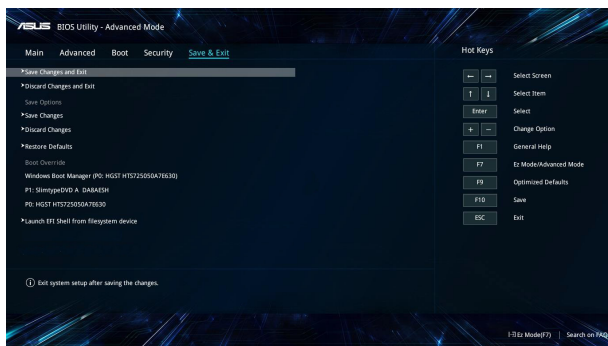 ASUS BIOS Utility - Advanced Mode
Main Advanced Boot Security Save & Exit
Save Changes and Exit
Discard Changes and Exit
Save Options
Save Changes
Discard Changes
Restore Defaults
Boot Override
Windows Boot Manager (P0: HGST HTS725050A7E630)
P1: SlimtypeDVD A DA8AESH
P0: HGST HTS725050A7E630
Launch EFI Shell from filesystem device
Exit system setup after saving the changes.
Hot Keys
← → Select Screen
↑ ↓ Select Item
Enter Select
+ − Change Option
F1 General Help
F7 Ez Mode/Advanced Mode
F9 Optimized Defaults
F10 Save
ESC Exit
Ez Mode(F7) | Search on FAQ